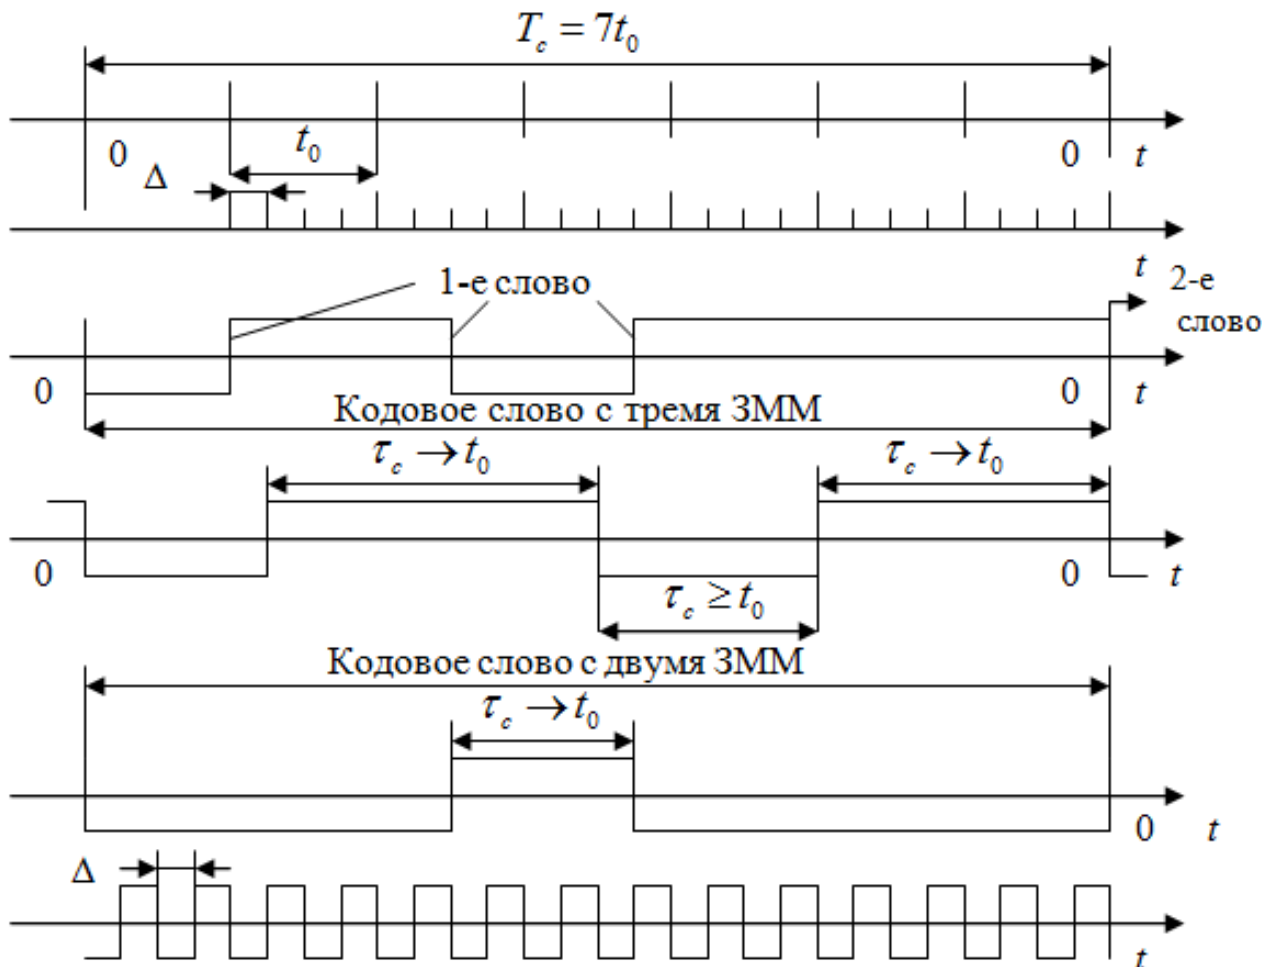 T_c = 7t_0
0 t_0 0 t
Δ
t
1-е слово 2-е
слово
0 0 t
Кодовое слово с тремя ЗММ
τ_c → t_0 τ_c → t_0
0 0 t
τ_c ≥ t_0
Кодовое слово с двумя ЗММ
τ_c → t_0
0 t
Δ
t